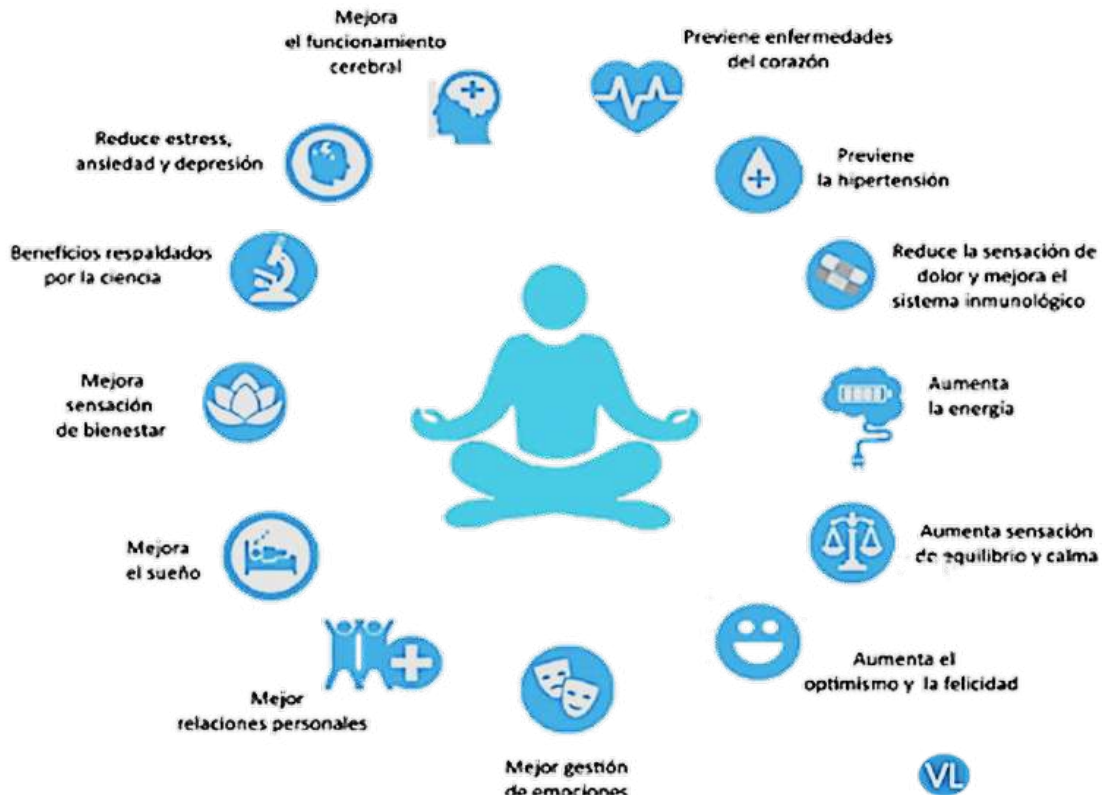 Mejora
el funcionamiento
cerebral
Previene enfermedades
del corazón
Previene
la hipertensión
Reduce la sensación de
dolor y mejora el
sistema inmunológico
Aumenta
la energía
Aumenta sensación
de equilibrio y calma
Aumenta el
optimismo y la felicidad
Mejor gestión
de emociones
Mejor
relaciones personales
Mejora
el sueño
Mejora
sensación
de bienestar
Beneficios respaldados
por la ciencia
Reduce estress,
ansiedad y depresión
VL